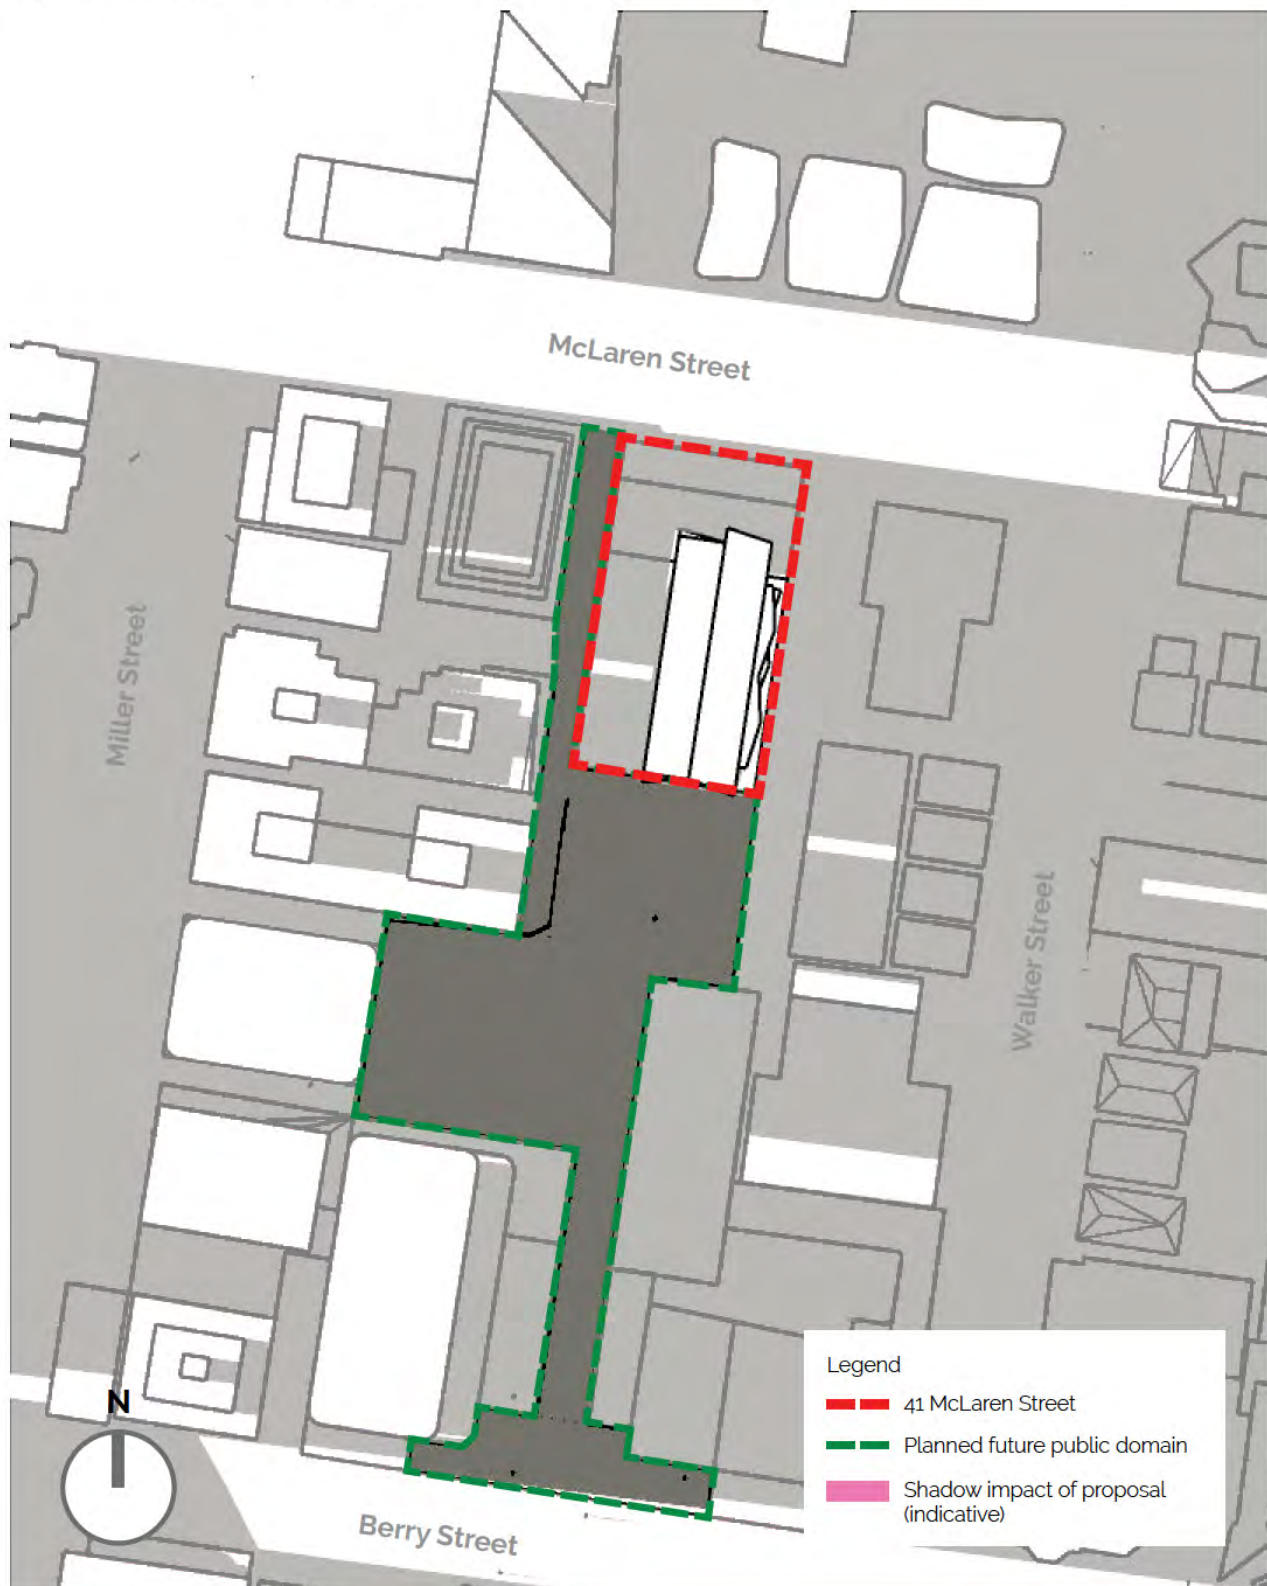 McLaren Street
Miller Street
Walker Street
Legend
41 McLaren Street
Planned future public domain
Shadow impact of proposal
(indicative)
N
Berry Street